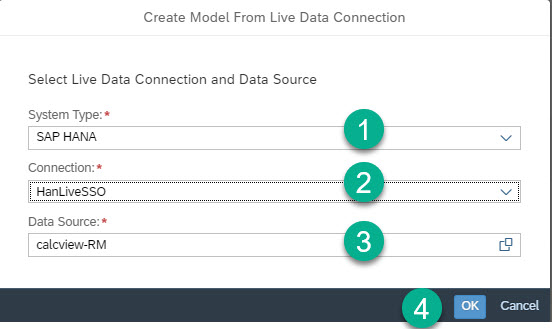 Create Model From Live Data Connection
Select Live Data Connection and Data Source
System Type:*
SAP HANA
1
Connection:*
HanLiveSSO
2
Data Source:*
calcview-RM
3
4
OK Cancel